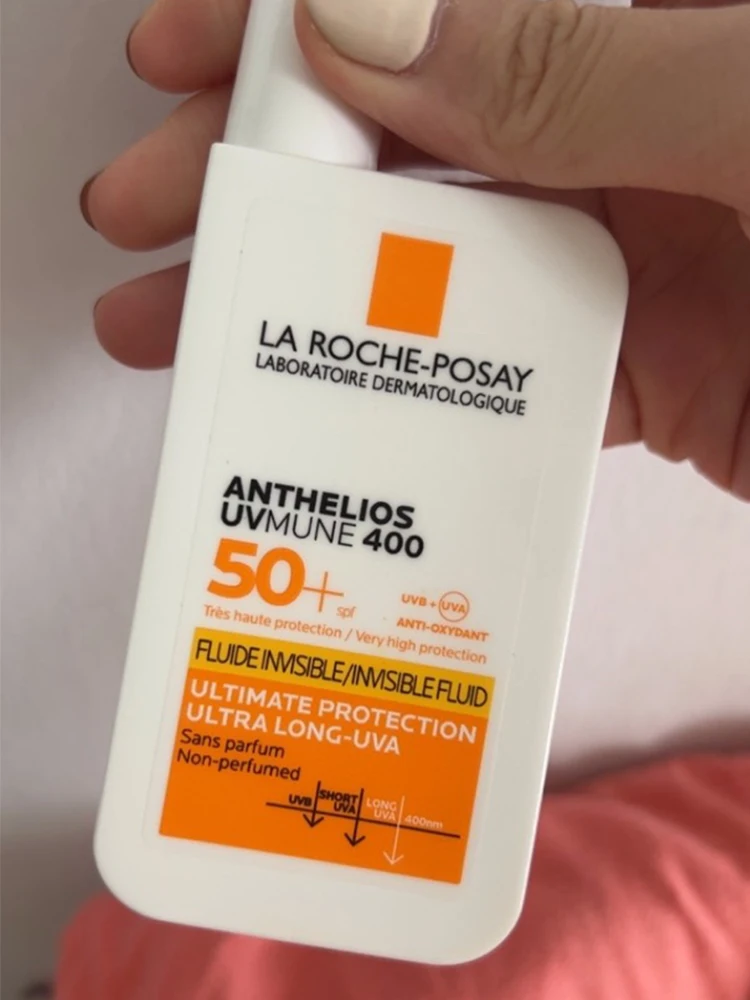 LA ROCHE-POSAY
LABORATOIRE DERMATOLOGIQUE
ANTHELIOS
UVMUNE 400
50+ spf
UVB + UVA
ANTI-OXYDANT
Très haute protection / Very high protection
FLUIDE INVISIBLE/INVISIBLE FLUID
ULTIMATE PROTECTION
ULTRA LONG-UVA
Sans parfum
Non-perfumed
UVB
SHORT
UVA
LONG
UVA
400nm